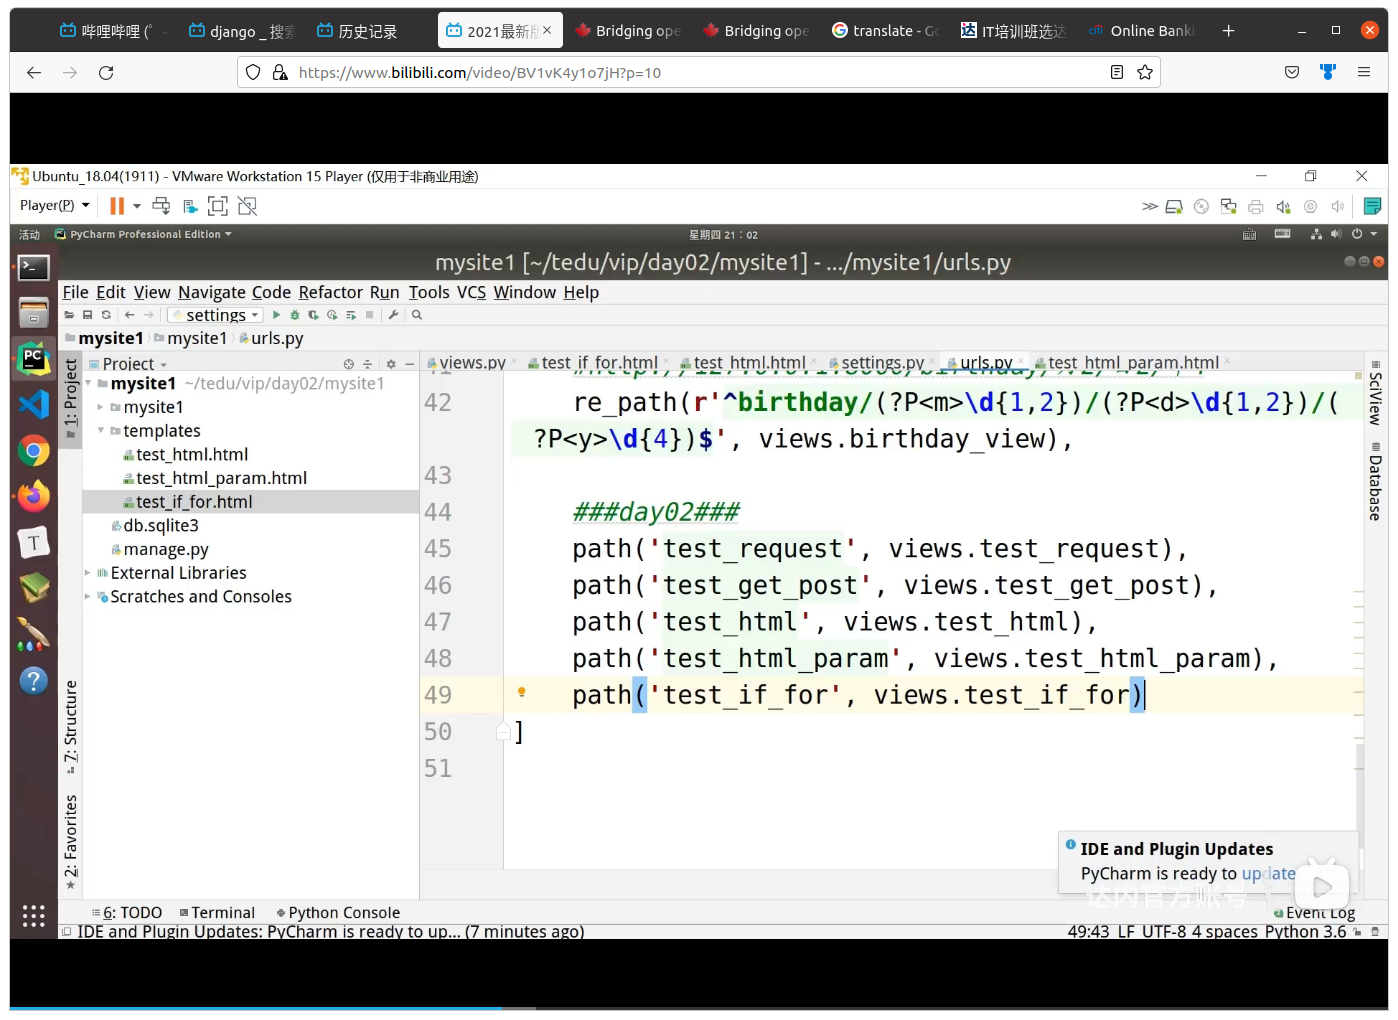 哔哩哔哩 (゜
django _ 搜索
历史记录
2021最新版
Bridging ope
Bridging ope
translate - Go
IT培训班选达
Online Banki
https://www.bilibili.com/video/BV1vK4y1o7jH?p=10
Ubuntu_18.04(1911) - VMware Workstation 15 Player (仅用于非商业用途)
Player(P)
活动 PyCharm Professional Edition
星期四 21：02
mysite1 [~/tedu/vip/day02/mysite1] - .../mysite1/urls.py
File Edit View Navigate Code Refactor Run Tools VCS Window Help
settings
mysite1 mysite1 urls.py
Project
views.py test_if_for.html test_html.html settings.py urls.py test_html_param.html
1: Project
mysite1 ~/tedu/vip/day02/mysite1
mysite1
templates
test_html.html
test_html_param.html
test_if_for.html
db.sqlite3
manage.py
External Libraries
Scratches and Consoles
7: Structure
2: Favorites
42 re_path(r'^birthday/(?P<m>\d{1,2})/(?P<d>\d{1,2})/(
?P<y>\d{4})$', views.birthday_view),
43
44 ###day02###
45 path('test_request', views.test_request),
46 path('test_get_post', views.test_get_post),
47 path('test_html', views.test_html),
48 path('test_html_param', views.test_html_param),
49 path('test_if_for', views.test_if_for)
50 ]
51
SciView
Database
IDE and Plugin Updates
PyCharm is ready to update
达内官方账号
6: TODO Terminal Python Console
Event Log
IDE and Plugin Updates: PyCharm is ready to up... (7 minutes ago)
49:43 LF UTF-8 4 spaces Python 3.6